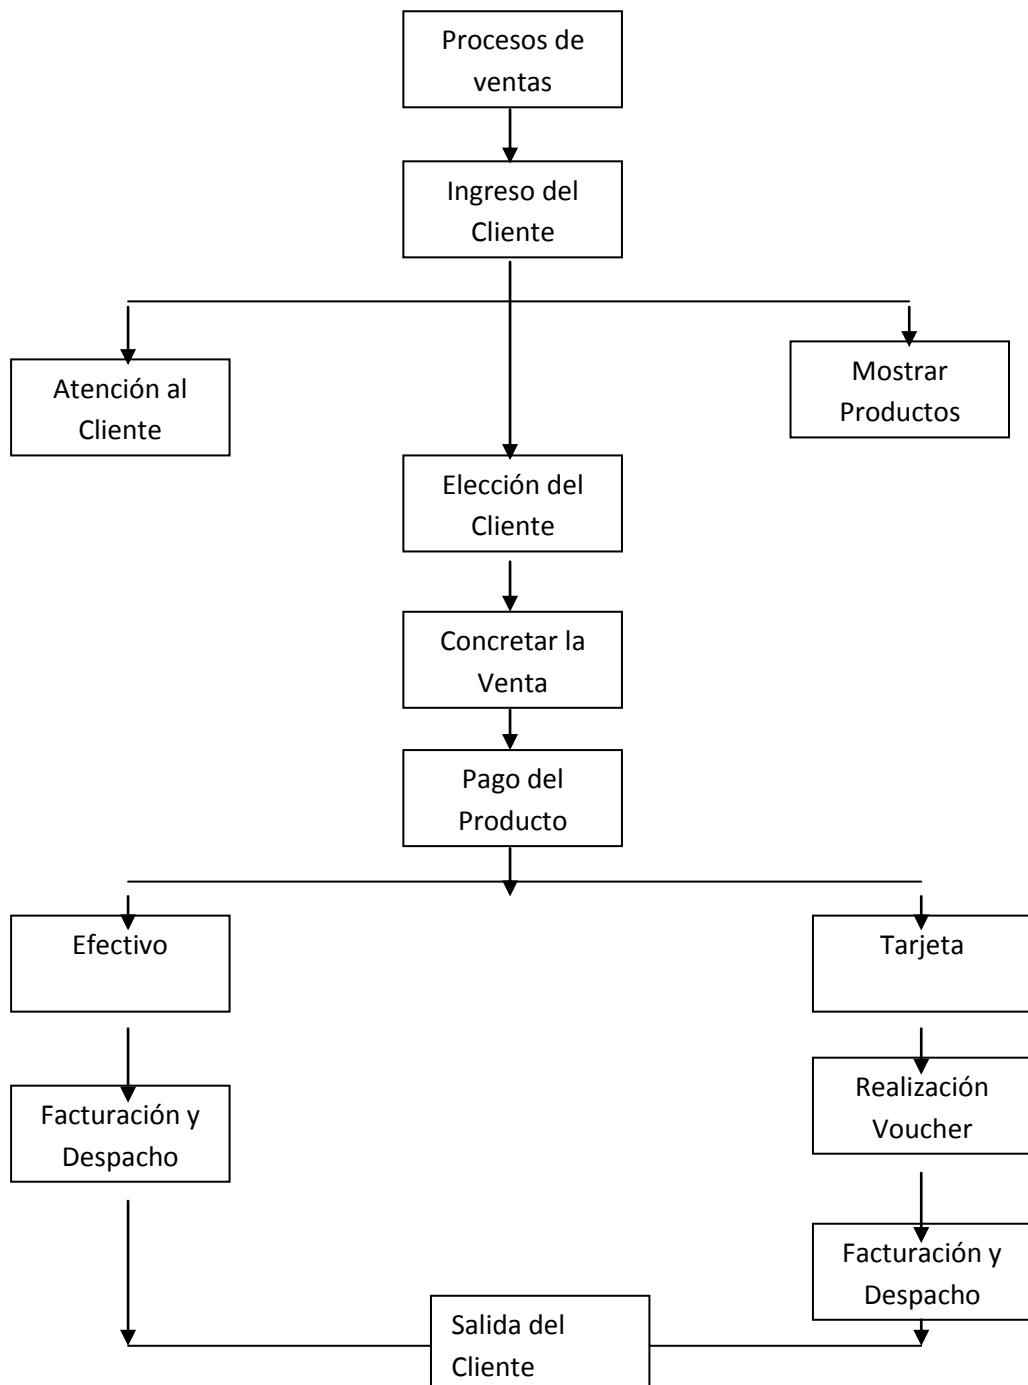 Procesos de
ventas
Ingreso del
Cliente
Atención al
Cliente
Mostrar
Productos
Elección del
Cliente
Concretar la
Venta
Pago del
Producto
Efectivo
Tarjeta
Facturación y
Despacho
Realización
Voucher
Facturación y
Despacho
Salida del
Cliente